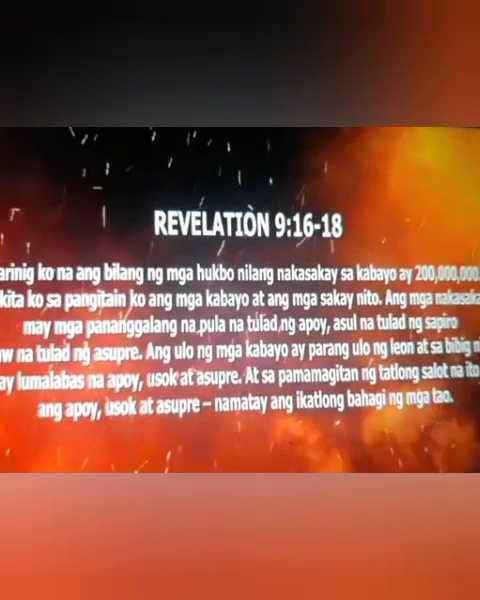 REVELATION 9:16-18
arinig ko na ang bilang ng mga hukbo nilang nakasakay sa kabayo ay 200,000,000.
kita ko sa pangitain ko ang mga kabayo at ang mga sakay nito. Ang mga nakasaka
may mga pananggalang na pula na tulad ng apoy, asul na tulad ng sapiro
w na tulad ng asupre. Ang ulo ng mga kabayo ay parang ulo ng leon at sa bibig ni
ay lumalabas na apoy, usok at asupre. At sa pamamagitan ng tatlong salot na ito
ang apoy, usok at asupre – namatay ang ikatlong bahagi ng mga tao.